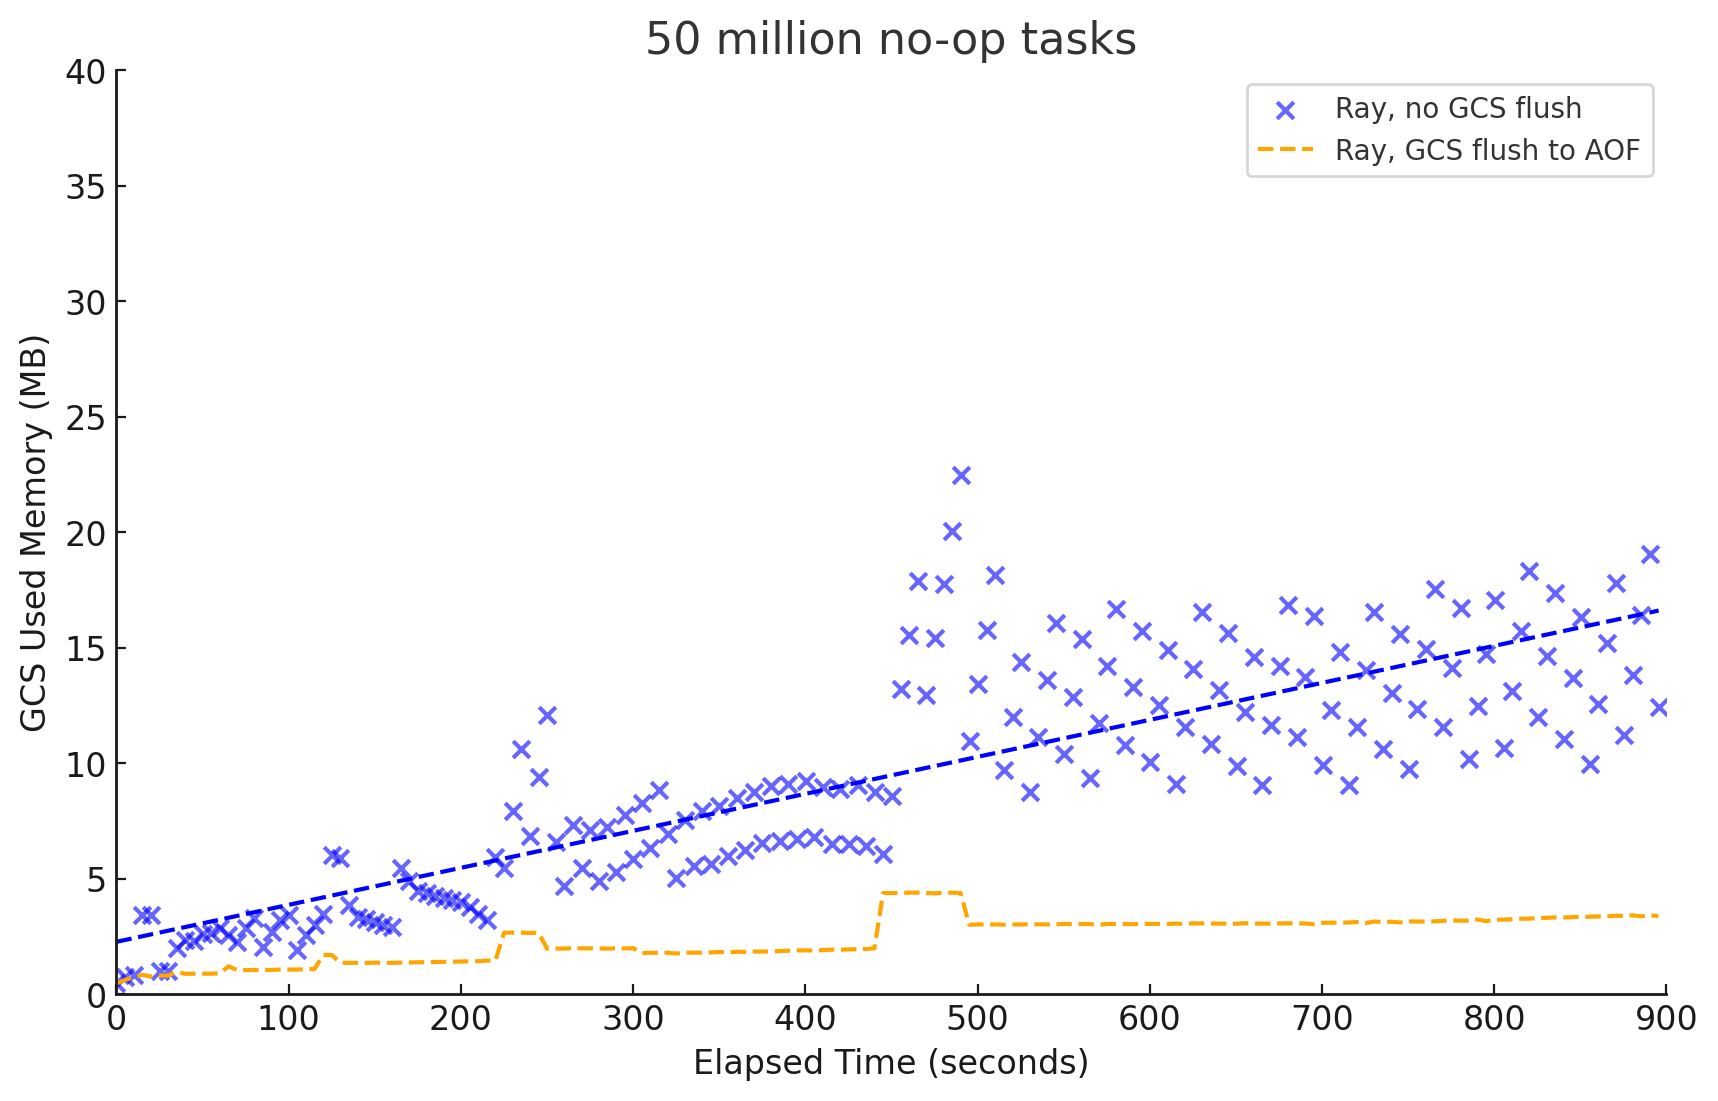 50 million no-op tasks
40
35
30
25
20
15
10
5
0
GCS Used Memory (MB)
Ray, no GCS flush
Ray, GCS flush to AOF
0 100 200 300 400 500 600 700 800 900
Elapsed Time (seconds)